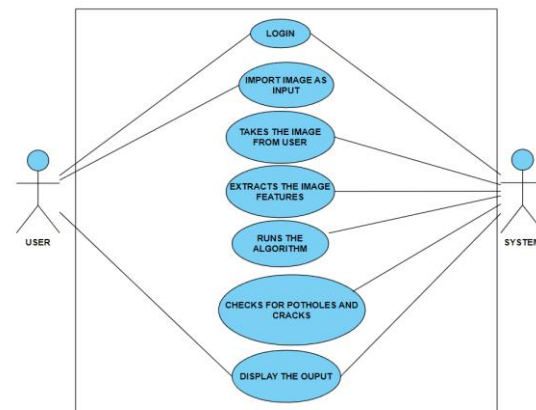 LOGIN
IMPORT IMAGE AS
INPUT
TAKES THE IMAGE
FROM USER
EXTRACTS THE IMAGE
FEATURES
RUNS THE
ALGORITHM
USER
SYSTEM
CHECKS FOR POTHOLES AND
CRACKS
DISPLAY THE OUPUT